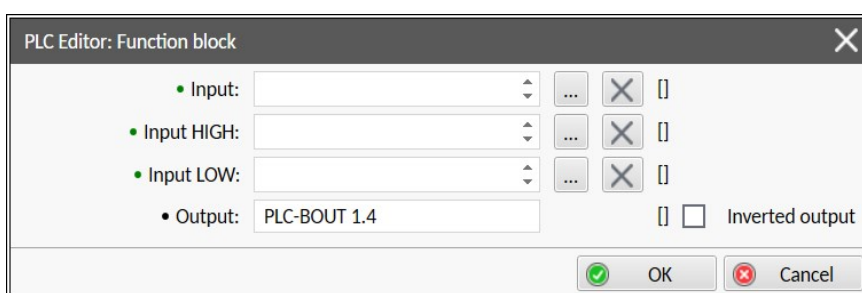 PLC Editor: Function block
• Input: ... []
• Input HIGH: ... []
• Input LOW: ... []
• Output: PLC-BOUT 1.4 [] Inverted output
OK Cancel